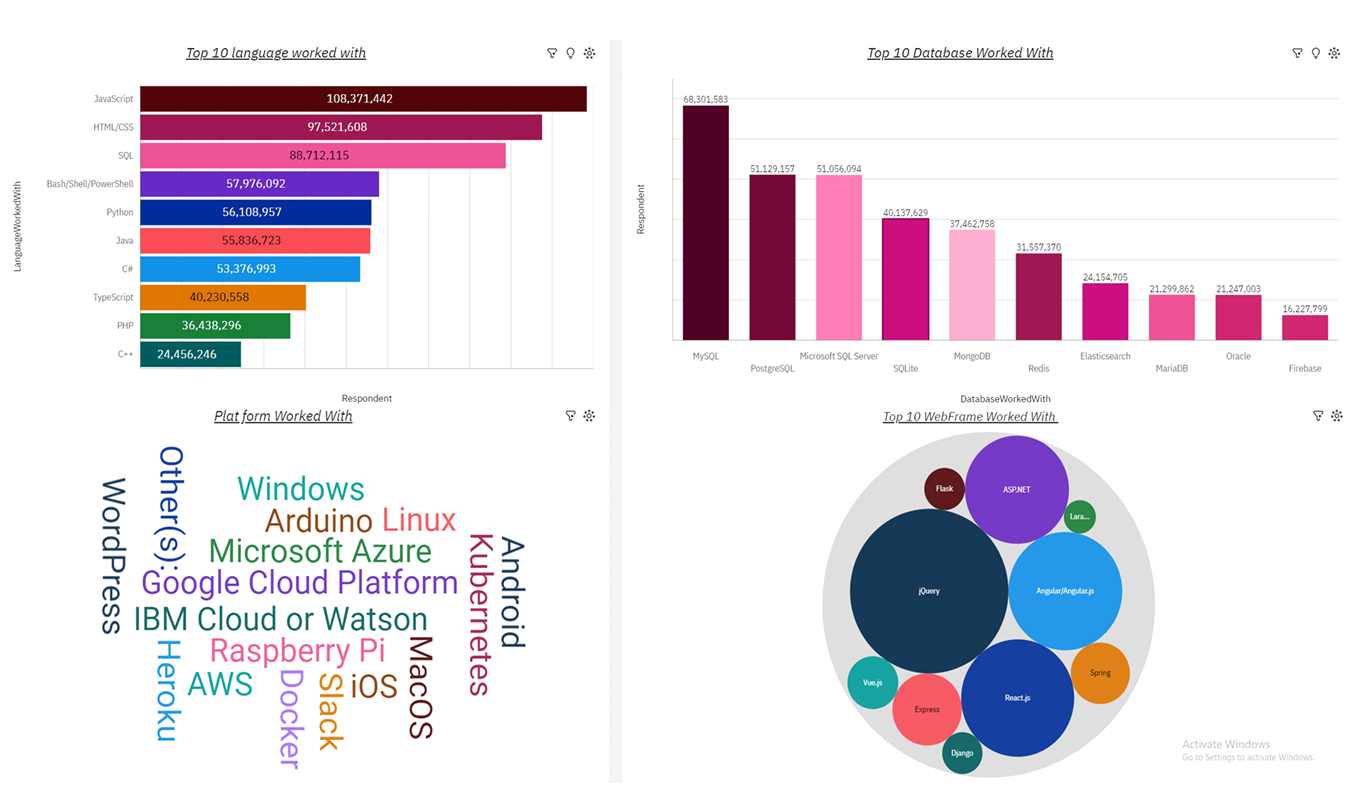 Top 10 language worked with
LanguageWorkedWith
JavaScript 108,371,442
HTML/CSS 97,521,608
SQL 88,712,115
Bash/Shell/PowerShell 57,976,092
Python 56,108,957
Java 55,836,723
C# 53,376,993
TypeScript 40,230,558
PHP 36,438,296
C++ 24,456,246
Respondent
Top 10 Database Worked With
Respondent
68,301,583
51,129,157
51,056,094
40,137,629
37,462,758
31,557,370
24,154,705
21,299,862
21,247,003
16,227,799
MySQL
PostgreSQL
Microsoft SQL Server
SQLite
MongoDB
Redis
Elasticsearch
MariaDB
Oracle
Firebase
DatabaseWorkedWith
Plat form Worked With
WordPress
Other(s):
Windows
Arduino
Linux
Microsoft Azure
Google Cloud Platform
IBM Cloud or Watson
Kubernetes
Android
Raspberry Pi
Heroku
AWS
Docker
Slack
iOS
MacOS
Top 10 WebFrame Worked With
Flask
ASP.NET
Lara...
jQuery
Angular/Angular.js
Vue.js
Express
React.js
Spring
Django
Activate Windows
Go to Settings to activate Windows.